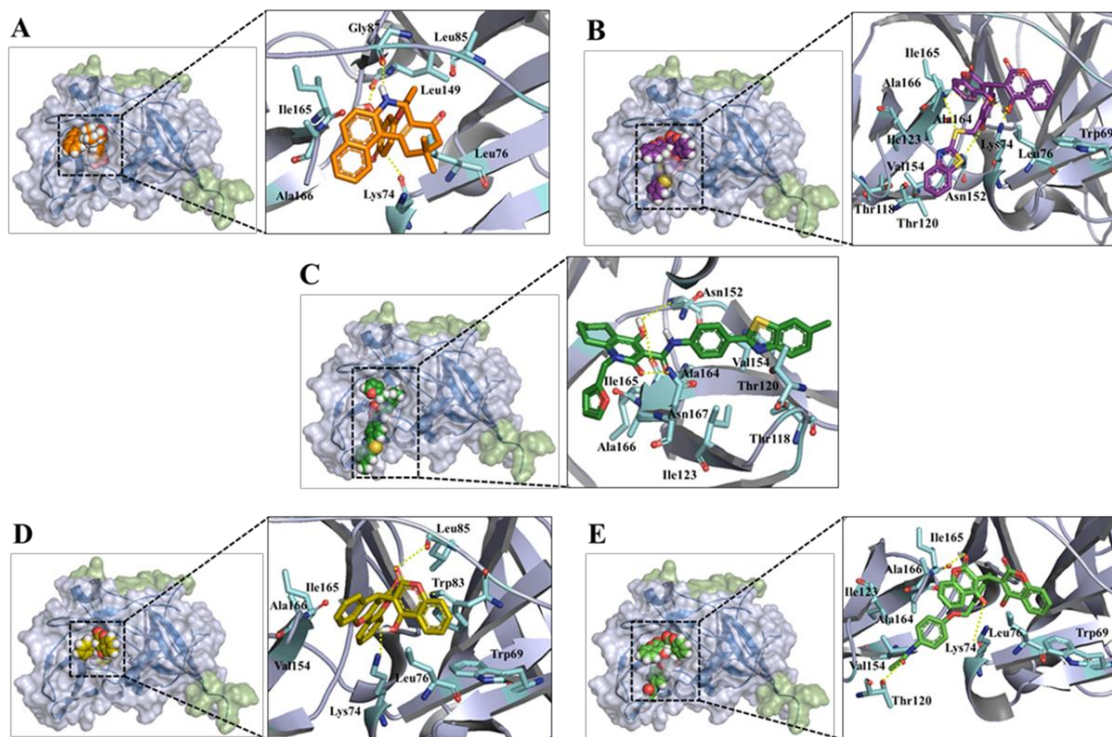 A
Gly87
Leu85
Ile165
Leu149
Leu76
Ala166
Lys74
B
Ile165
Ala166
Ala164
Ile123
Lys74
Trp69
Val154
Leu76
Asn152
Thr118
Thr120
C
Asn152
Val154
Ile165
Ala164
Thr120
Asn167
Ala166
Thr118
Ile123
D
Leu85
Ile165
Trp83
Ala166
Val154
Leu76
Trp69
Lys74
E
Ile165
Ala166
Ile123
Ala164
Leu76
Trp69
Val154
Lys74
Thr120